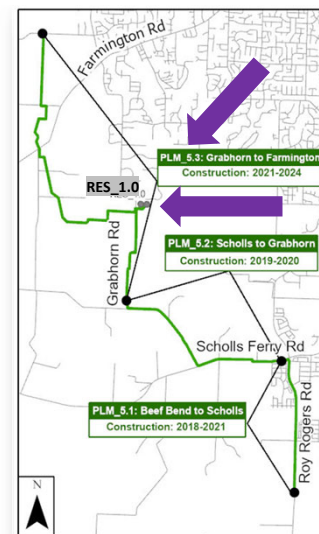 Farmington Rd
PLM_5.3: Grabhorn to Farmington
Construction: 2021-2024
RES_1.0
Grabhorn Rd
PLM_5.2: Scholls to Grabhorn
Construction: 2019-2020
Scholls Ferry Rd
PLM_5.1: Beef Bend to Scholls
Construction: 2018-2021
Roy Rogers Rd
N